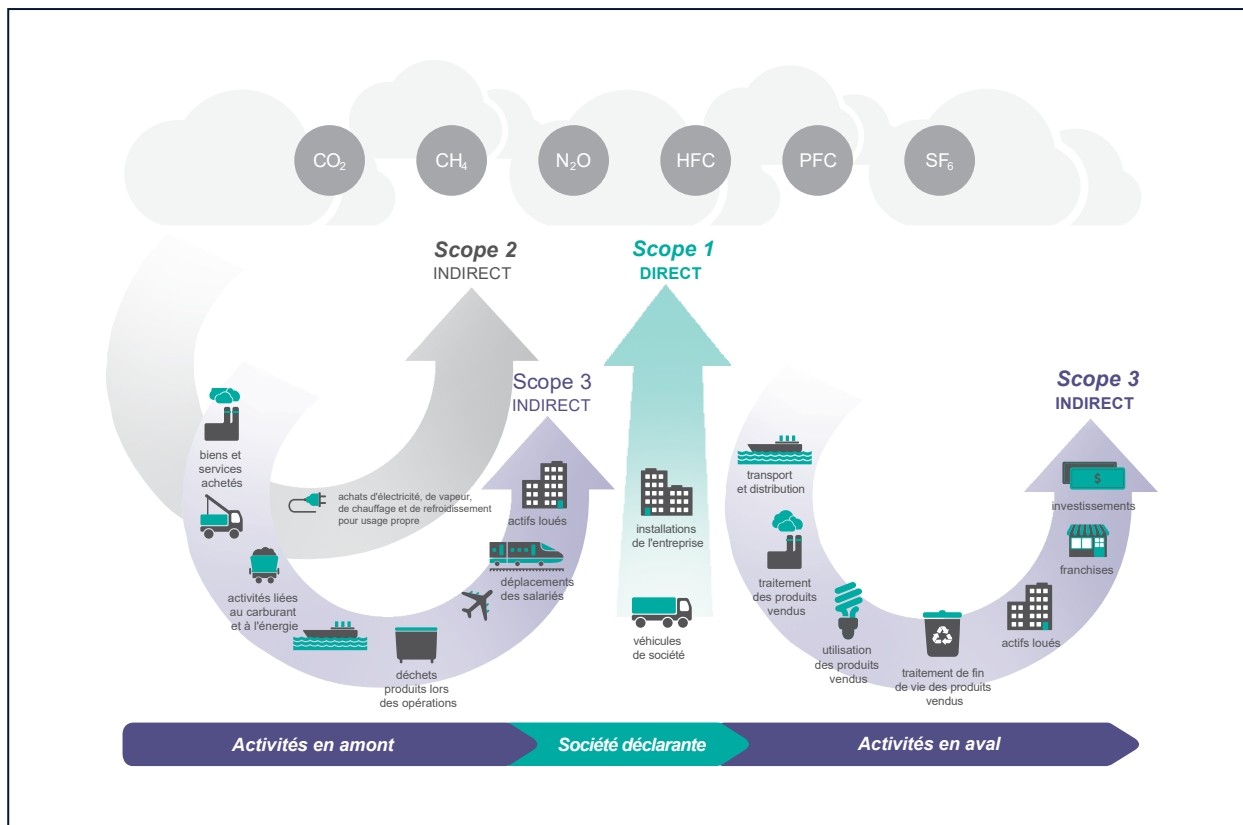 CO₂
CH₄
N₂O
HFC
PFC
SF₆
Scope 2
INDIRECT
Scope 1
DIRECT
Scope 3
INDIRECT
Scope 3
INDIRECT
biens et
services
achetés
achats d'électricité, de vapeur,
de chauffage et de refroidissement
pour usage propre
activités liées
au carburant
et à l'énergie
déchets
produits lors
des opérations
déplacements
des salariés
actifs loués
installations
de l'entreprise
véhicules
de société
transport
et distribution
traitement
des produits
vendus
utilisation
des produits
vendus
traitement de fin
de vie des produits
vendus
actifs loués
franchises
$
investissements
Activités en amont
Société déclarante
Activités en aval